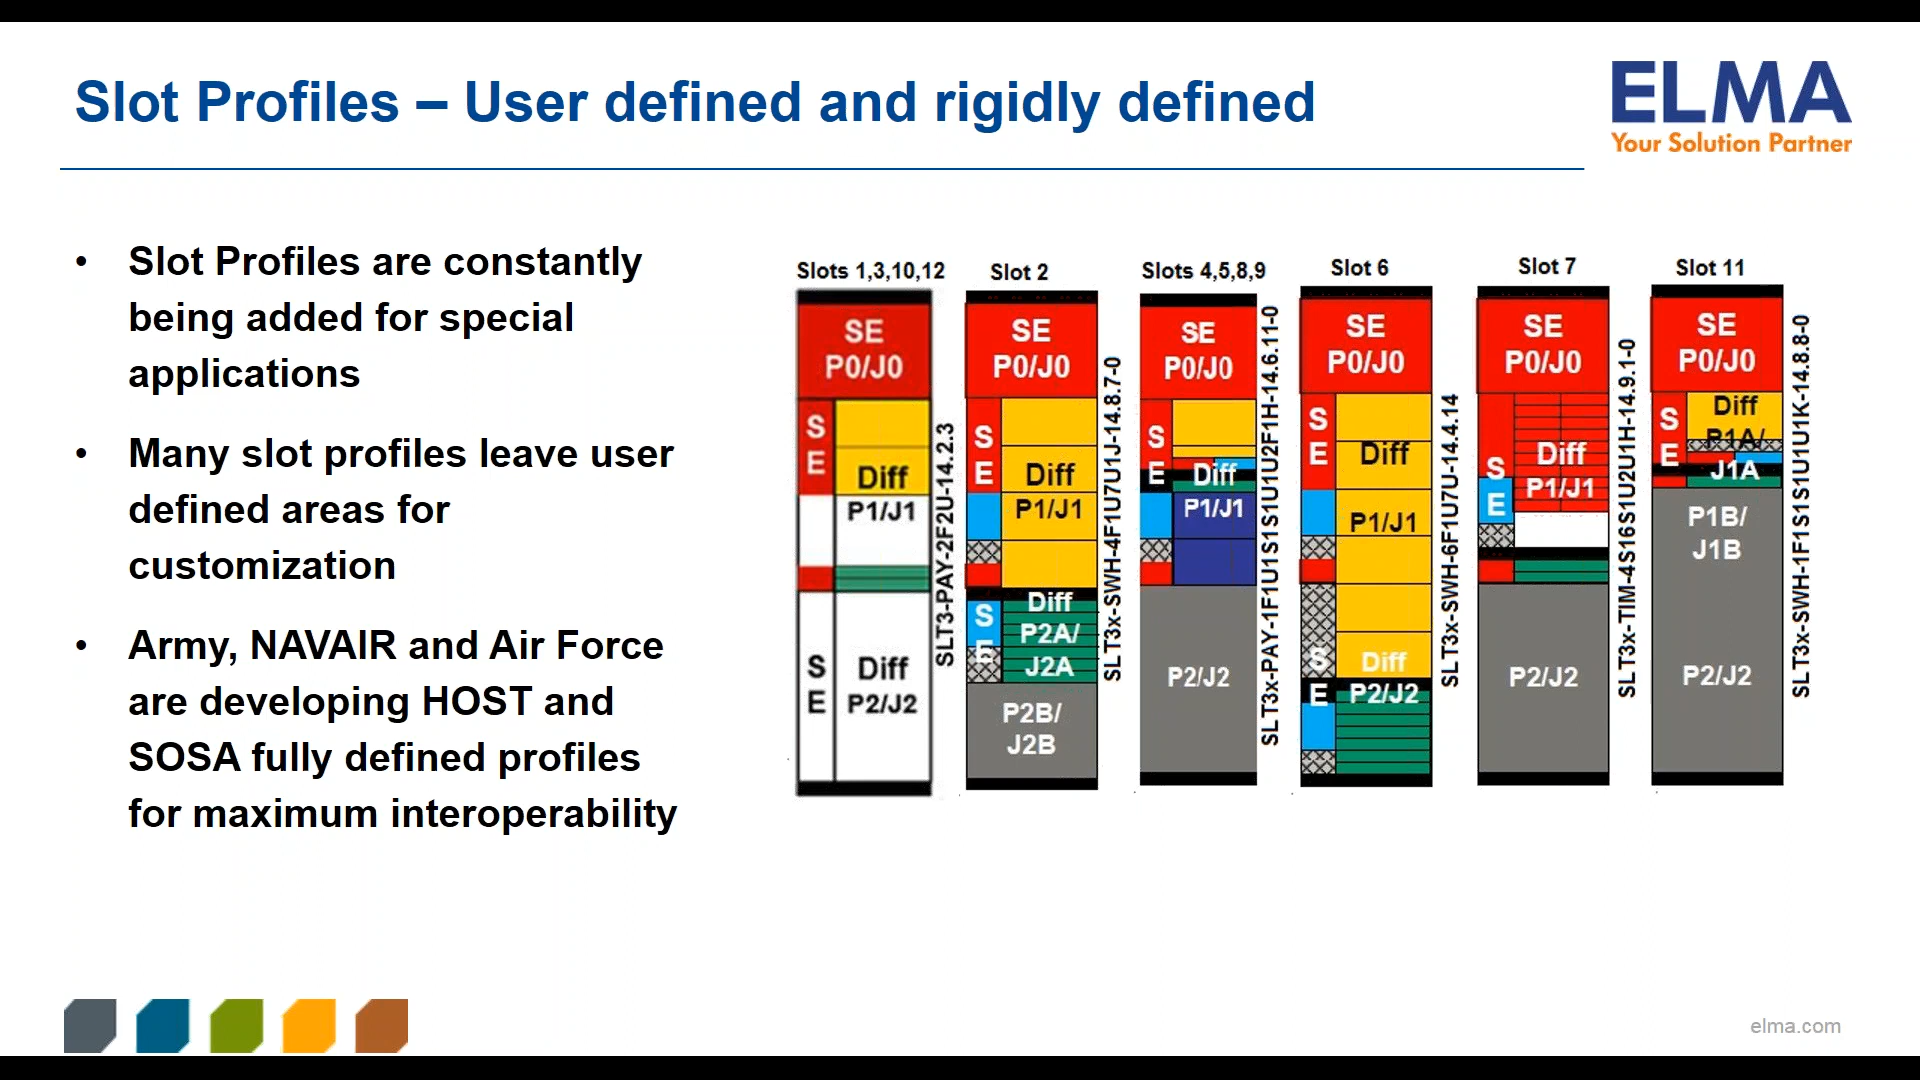 Slot Profiles – User defined and rigidly defined
ELMA
Your Solution Partner
• Slot Profiles are constantly
being added for special
applications
• Many slot profiles leave user
defined areas for
customization
• Army, NAVAIR and Air Force
are developing HOST and
SOSA fully defined profiles
for maximum interoperability
Slots 1,3,10,12
SE
P0/J0
S
E
Diff
P1/J1
S
E
Diff
P2/J2
SLT3-PAY-2F2U-14.2.3
Slot 2
SE
P0/J0
S
E
Diff
P1/J1
S
E
Diff
P2A/
J2A
P2B/
J2B
SLT3x-SWH-4F1U7U1J-14.8.7-0
Slots 4,5,8,9
SE
P0/J0
S
E
Diff
P1/J1
P2/J2
SLT3x-PAY-1F1U1S1S1U1U2F1H-14.6.11-0
Slot 6
SE
P0/J0
S
E
Diff
P1/J1
S
E
Diff
P2/J2
SLT3x-SWH-6F1U7U-14.4.14
Slot 7
SE
P0/J0
S
E
Diff
P1/J1
P2/J2
SLT3x-TIM-4S16S1U2U1H-14.9.1-0
Slot 11
SE
P0/J0
S
E
Diff
P1A/
J1A
P1B/
J1B
P2/J2
SLT3x-SWH-1F1S1S1U1U1K-14.8.8-0
elma.com